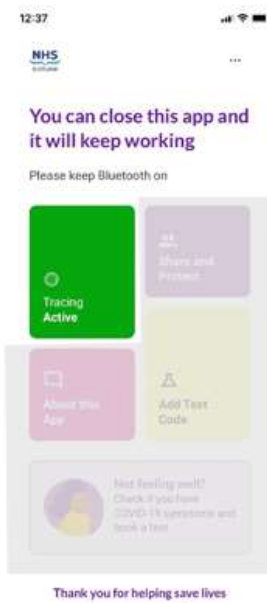 12:37
NHS
SCOTLAND
You can close this app and
it will keep working
Please keep Bluetooth on
Share and
Protect
Tracing
Active
About this
App
Add Test
Code
Not feeling well?
Check if you have
COVID-19 symptoms and
book a test
Thank you for helping save lives